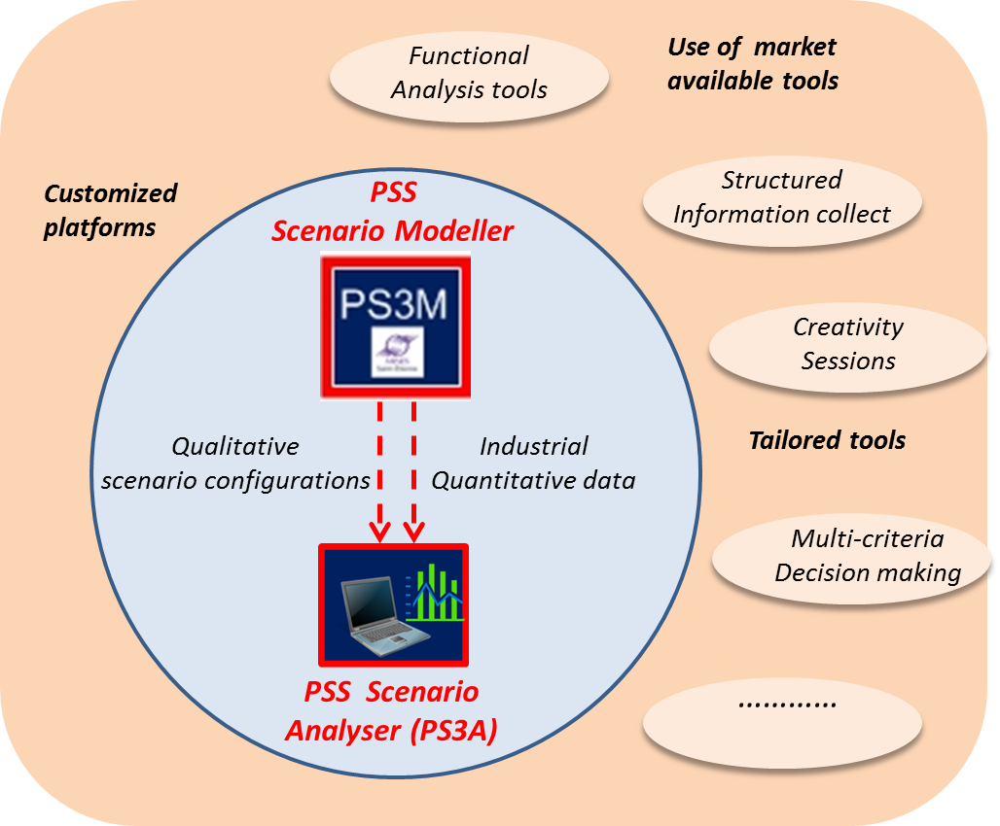 Functional
Analysis tools
Use of market
available tools
Customized
platforms
PSS
Scenario Modeller
Structured
Information collect
PS3M
Creativity
Sessions
Qualitative
scenario configurations
Industrial
Quantitative data
Tailored tools
Multi-criteria
Decision making
PSS Scenario
Analyser (PS3A)
............